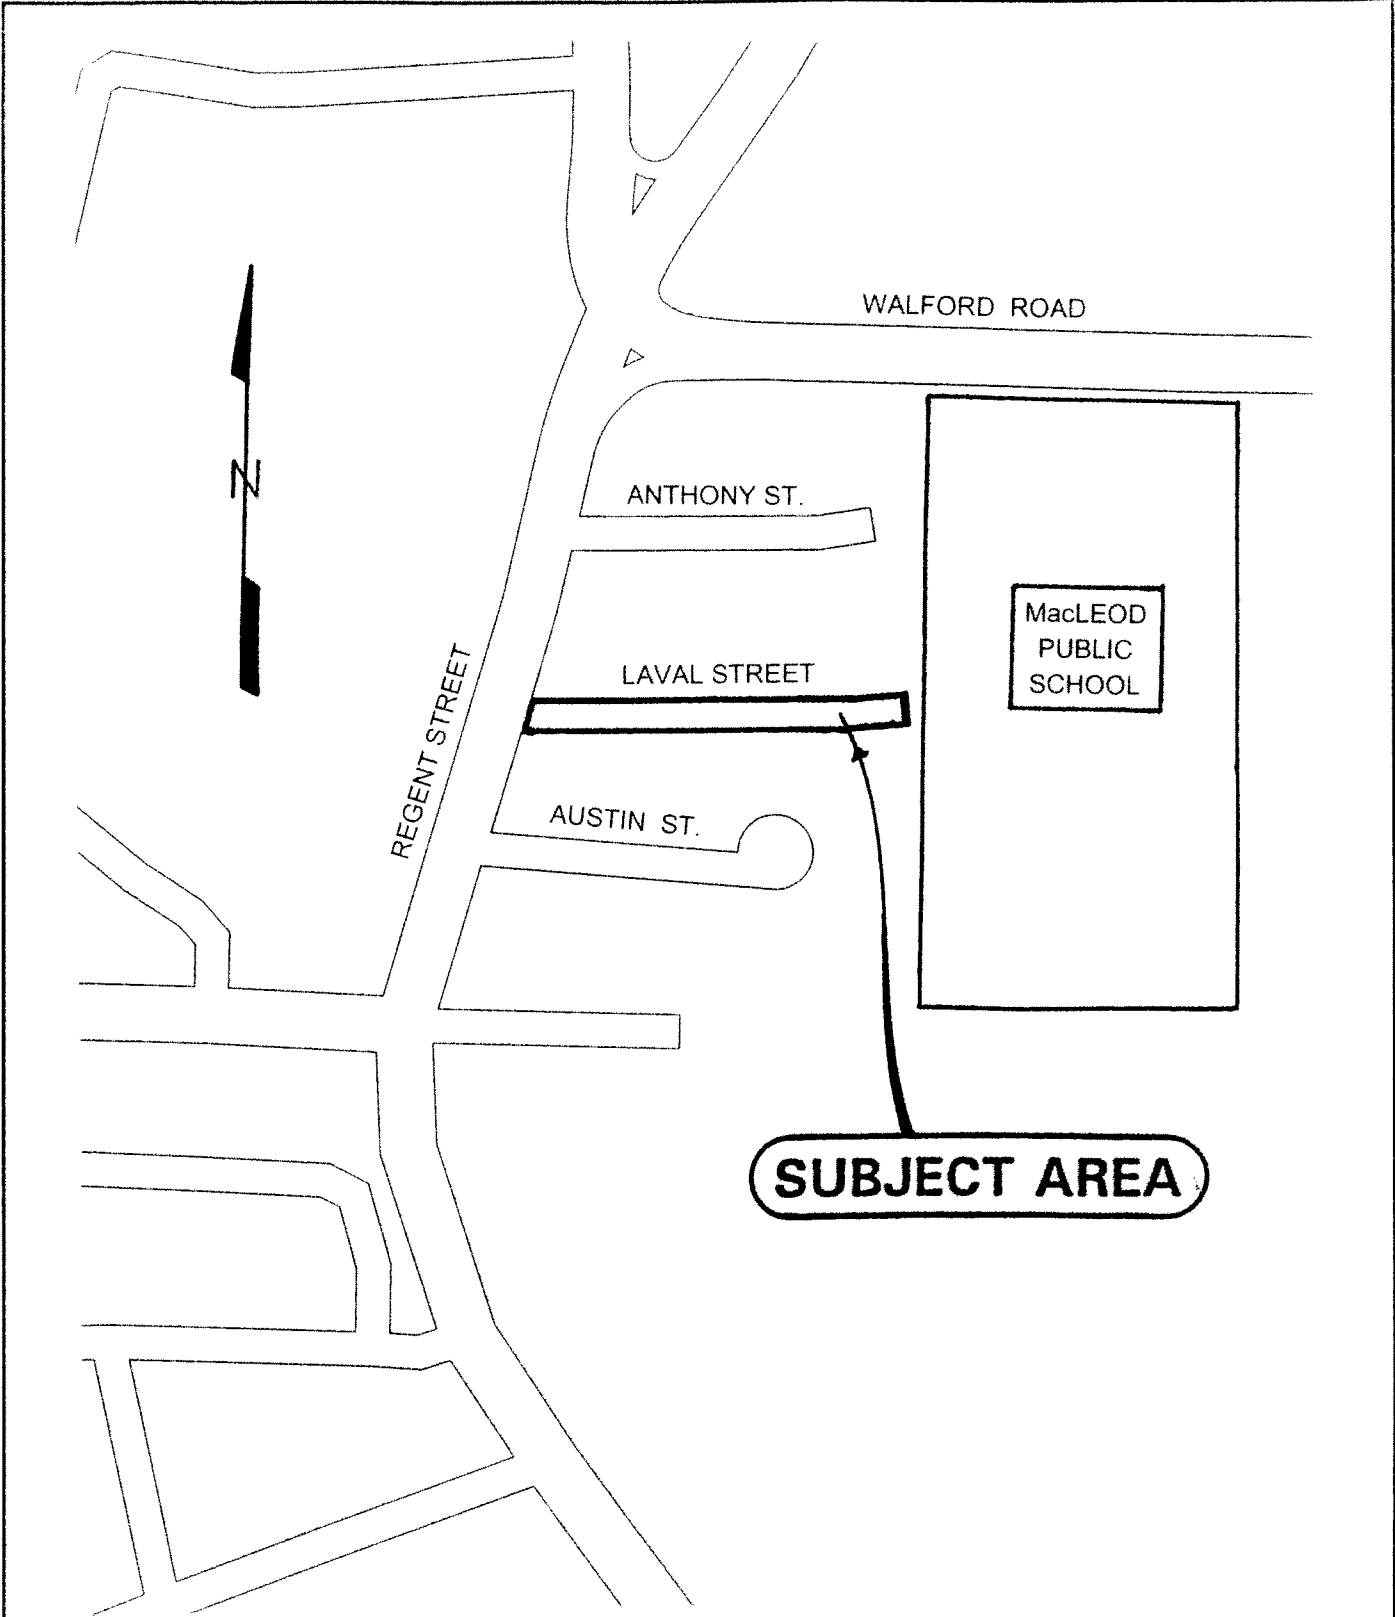 WALFORD ROAD
N
ANTHONY ST.
MacLEOD
PUBLIC
SCHOOL
LAVAL STREET
REGENT STREET
AUSTIN ST.
SUBJECT AREA